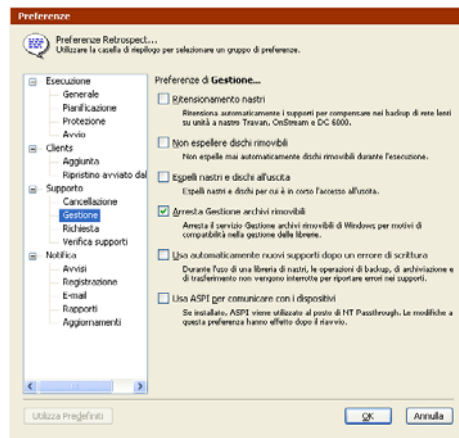 Preferenze
Preferenze Retrospect...
Utilizzare la casella di riepilogo per selezionare un gruppo di preferenze.
Esecuzione
Generale
Pianificazione
Protezione
Avvio
Clients
Aggiunta
Ripristino avviato dal
Supporto
Cancellazione
Gestione
Richiesta
Verifica supporti
Notifica
Avvisi
Registrazione
E-mail
Rapporti
Aggiornamenti
Preferenze di Gestione...
Ritensionamento nastri
Ritensiona automaticamente i supporti per compensare nei backup di rete lenti
su unità a nastro Travan, OnStream e DC 6000.
Non espellere dischi rimovibili
Non espelle mai automaticamente dischi rimovibili durante l'esecuzione.
Espelli nastri e dischi all'uscita
Espelli nastri e dischi per cui è in corso l'accesso all'uscita.
Arresta Gestione archivi rimovibili
Arresta il servizio Gestione archivi rimovibili di Windows per motivi di
compatibilità nella gestione delle librerie.
Usa automaticamente nuovi supporti dopo un errore di scrittura
Durante l'uso di una libreria di nastri, le operazioni di backup, di archiviazione e
di trasferimento non vengono interrotte per riportare errori nei supporti.
Usa ASPI per comunicare con i dispositivi
Se installato, ASPI viene utilizzato al posto di NT Passthrough. Le modifiche a
questa preferenza hanno effetto dopo il riavvio.
Utilizza Predefiniti
OK
Annulla